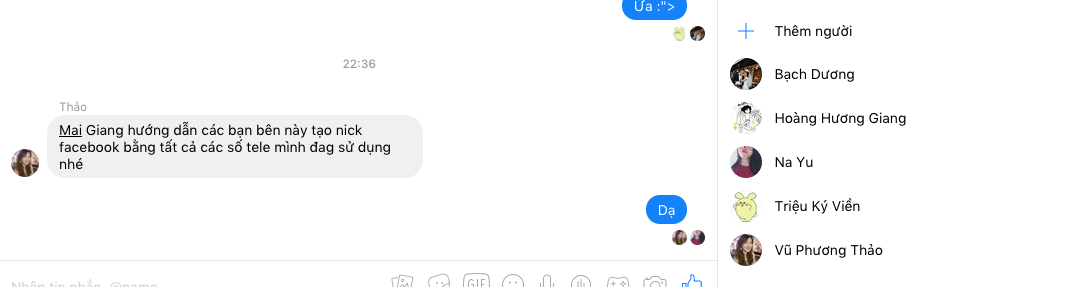 Ưa :">
22:36
Thảo
Mai Giang hướng dẫn các bạn bên này tạo nick
facebook bằng tất cả các số tele mình đag sử dụng
nhé
Dạ
Nhập tin nhắn, @name
GIF
Thêm người
Bạch Dương
Hoàng Hương Giang
Na Yu
Triệu Ký Viền
Vũ Phương Thảo